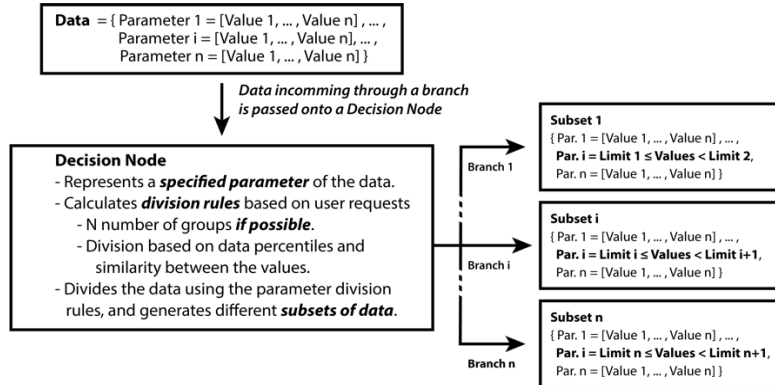 Data = { Parameter 1 = [Value 1, ... , Value n] , ... ,
Parameter i = [Value 1, ... , Value n], ... ,
Parameter n = [Value 1, ... , Value n] }
Data incomming through a branch
is passed onto a Decision Node
Decision Node
- Represents a specified parameter of the data.
- Calculates division rules based on user requests
- N number of groups if possible.
- Division based on data percentiles and
similarity between the values.
- Divides the data using the parameter division
rules, and generates different subsets of data.
Branch 1
Branch i
Branch n
Subset 1
{ Par. 1 = [Value 1, ... , Value n] , ... ,
Par. i = Limit 1 ≤ Values < Limit 2,
Par. n = [Value 1, ... , Value n] }
Subset i
{ Par. 1 = [Value 1, ... , Value n] , ... ,
Par. i = Limit i ≤ Values < Limit i+1,
Par. n = [Value 1, ... , Value n] }
Subset n
{ Par. 1 = [Value 1, ... , Value n] , ... ,
Par. i = Limit n ≤ Values < Limit n+1,
Par. n = [Value 1, ... , Value n] }